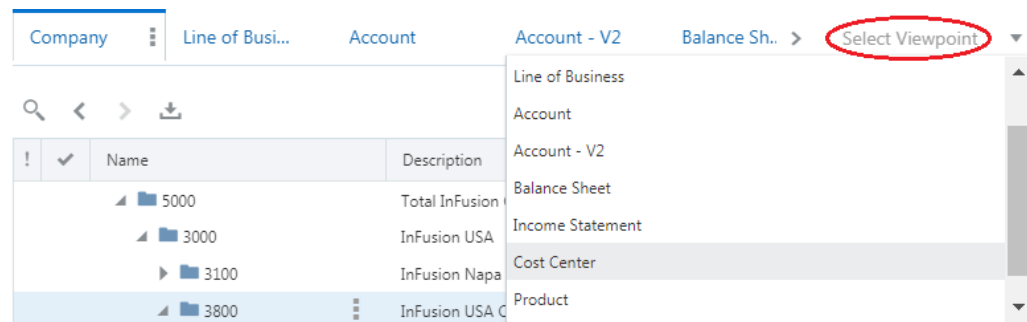 Company Line of Busi... Account Account - V2 Balance Sh.. Select Viewpoint
Line of Business
Account
Account - V2
Balance Sheet
Income Statement
Cost Center
Product
! Name Description
5000 Total InFusion
3000 InFusion USA
3100 InFusion Napa
3800 InFusion USA